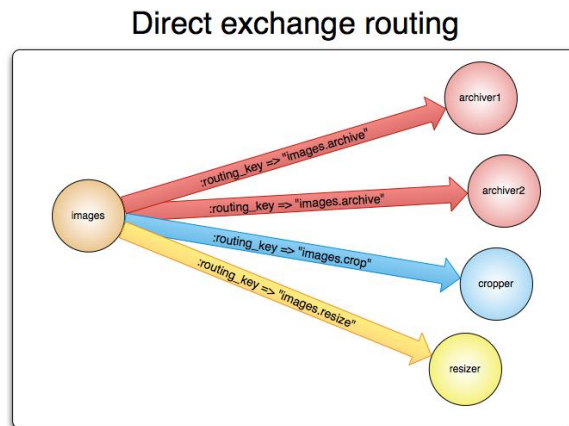 Direct exchange routing
archiver1
:routing_key => "images.archive"
archiver2
:routing_key => "images.archive"
images
:routing_key => "images.crop"
cropper
:routing_key => "images.resize"
resizer